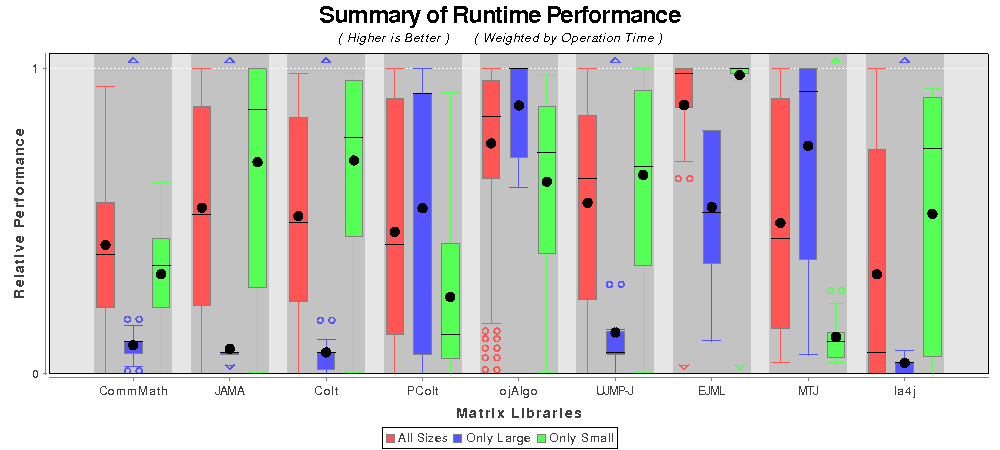 Summary of Runtime Performance
( Higher is Better ) ( Weighted by Operation Time )
1
Relative Performance
0
CommMath JAMA Colt PColt ojAlgo UJMP-J EJML MTJ la4j
Matrix Libraries
All Sizes Only Large Only Small